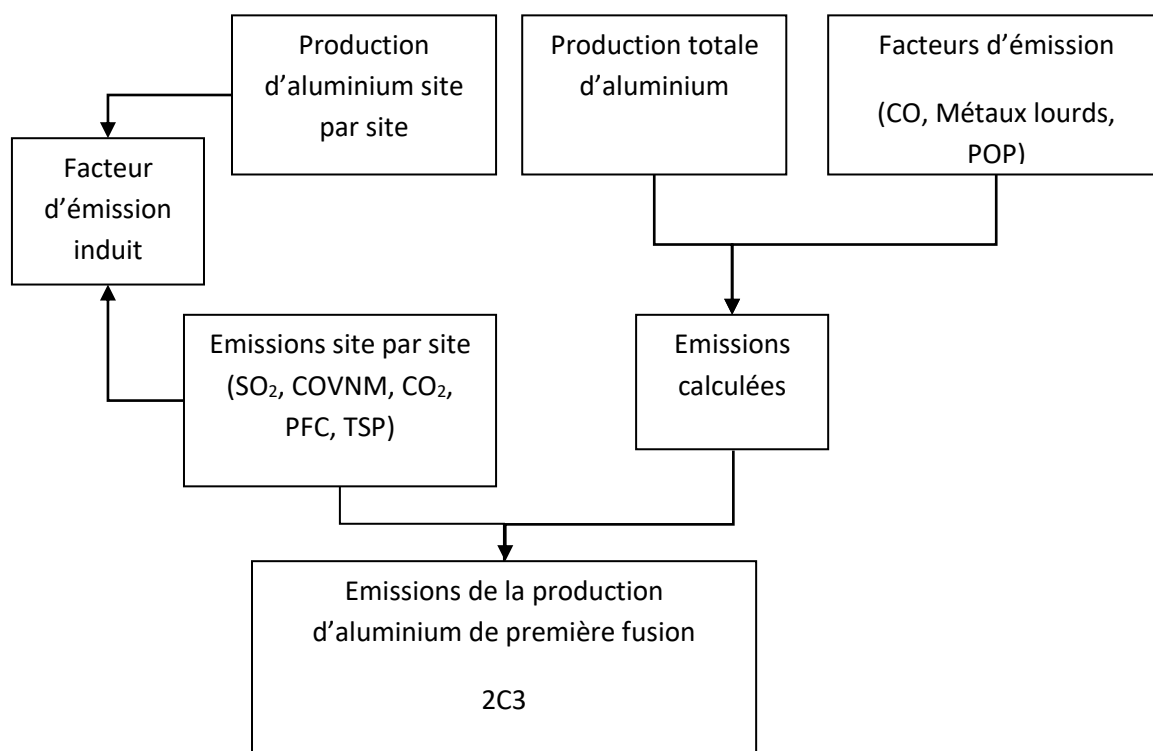 Production
d’aluminium site
par site
Production totale
d’aluminium
Facteurs d’émission
(CO, Métaux lourds,
POP)
Facteur
d’émission
induit
Emissions site par site
(SO₂, COVNM, CO₂,
PFC, TSP)
Emissions
calculées
Emissions de la production
d’aluminium de première fusion
2C3